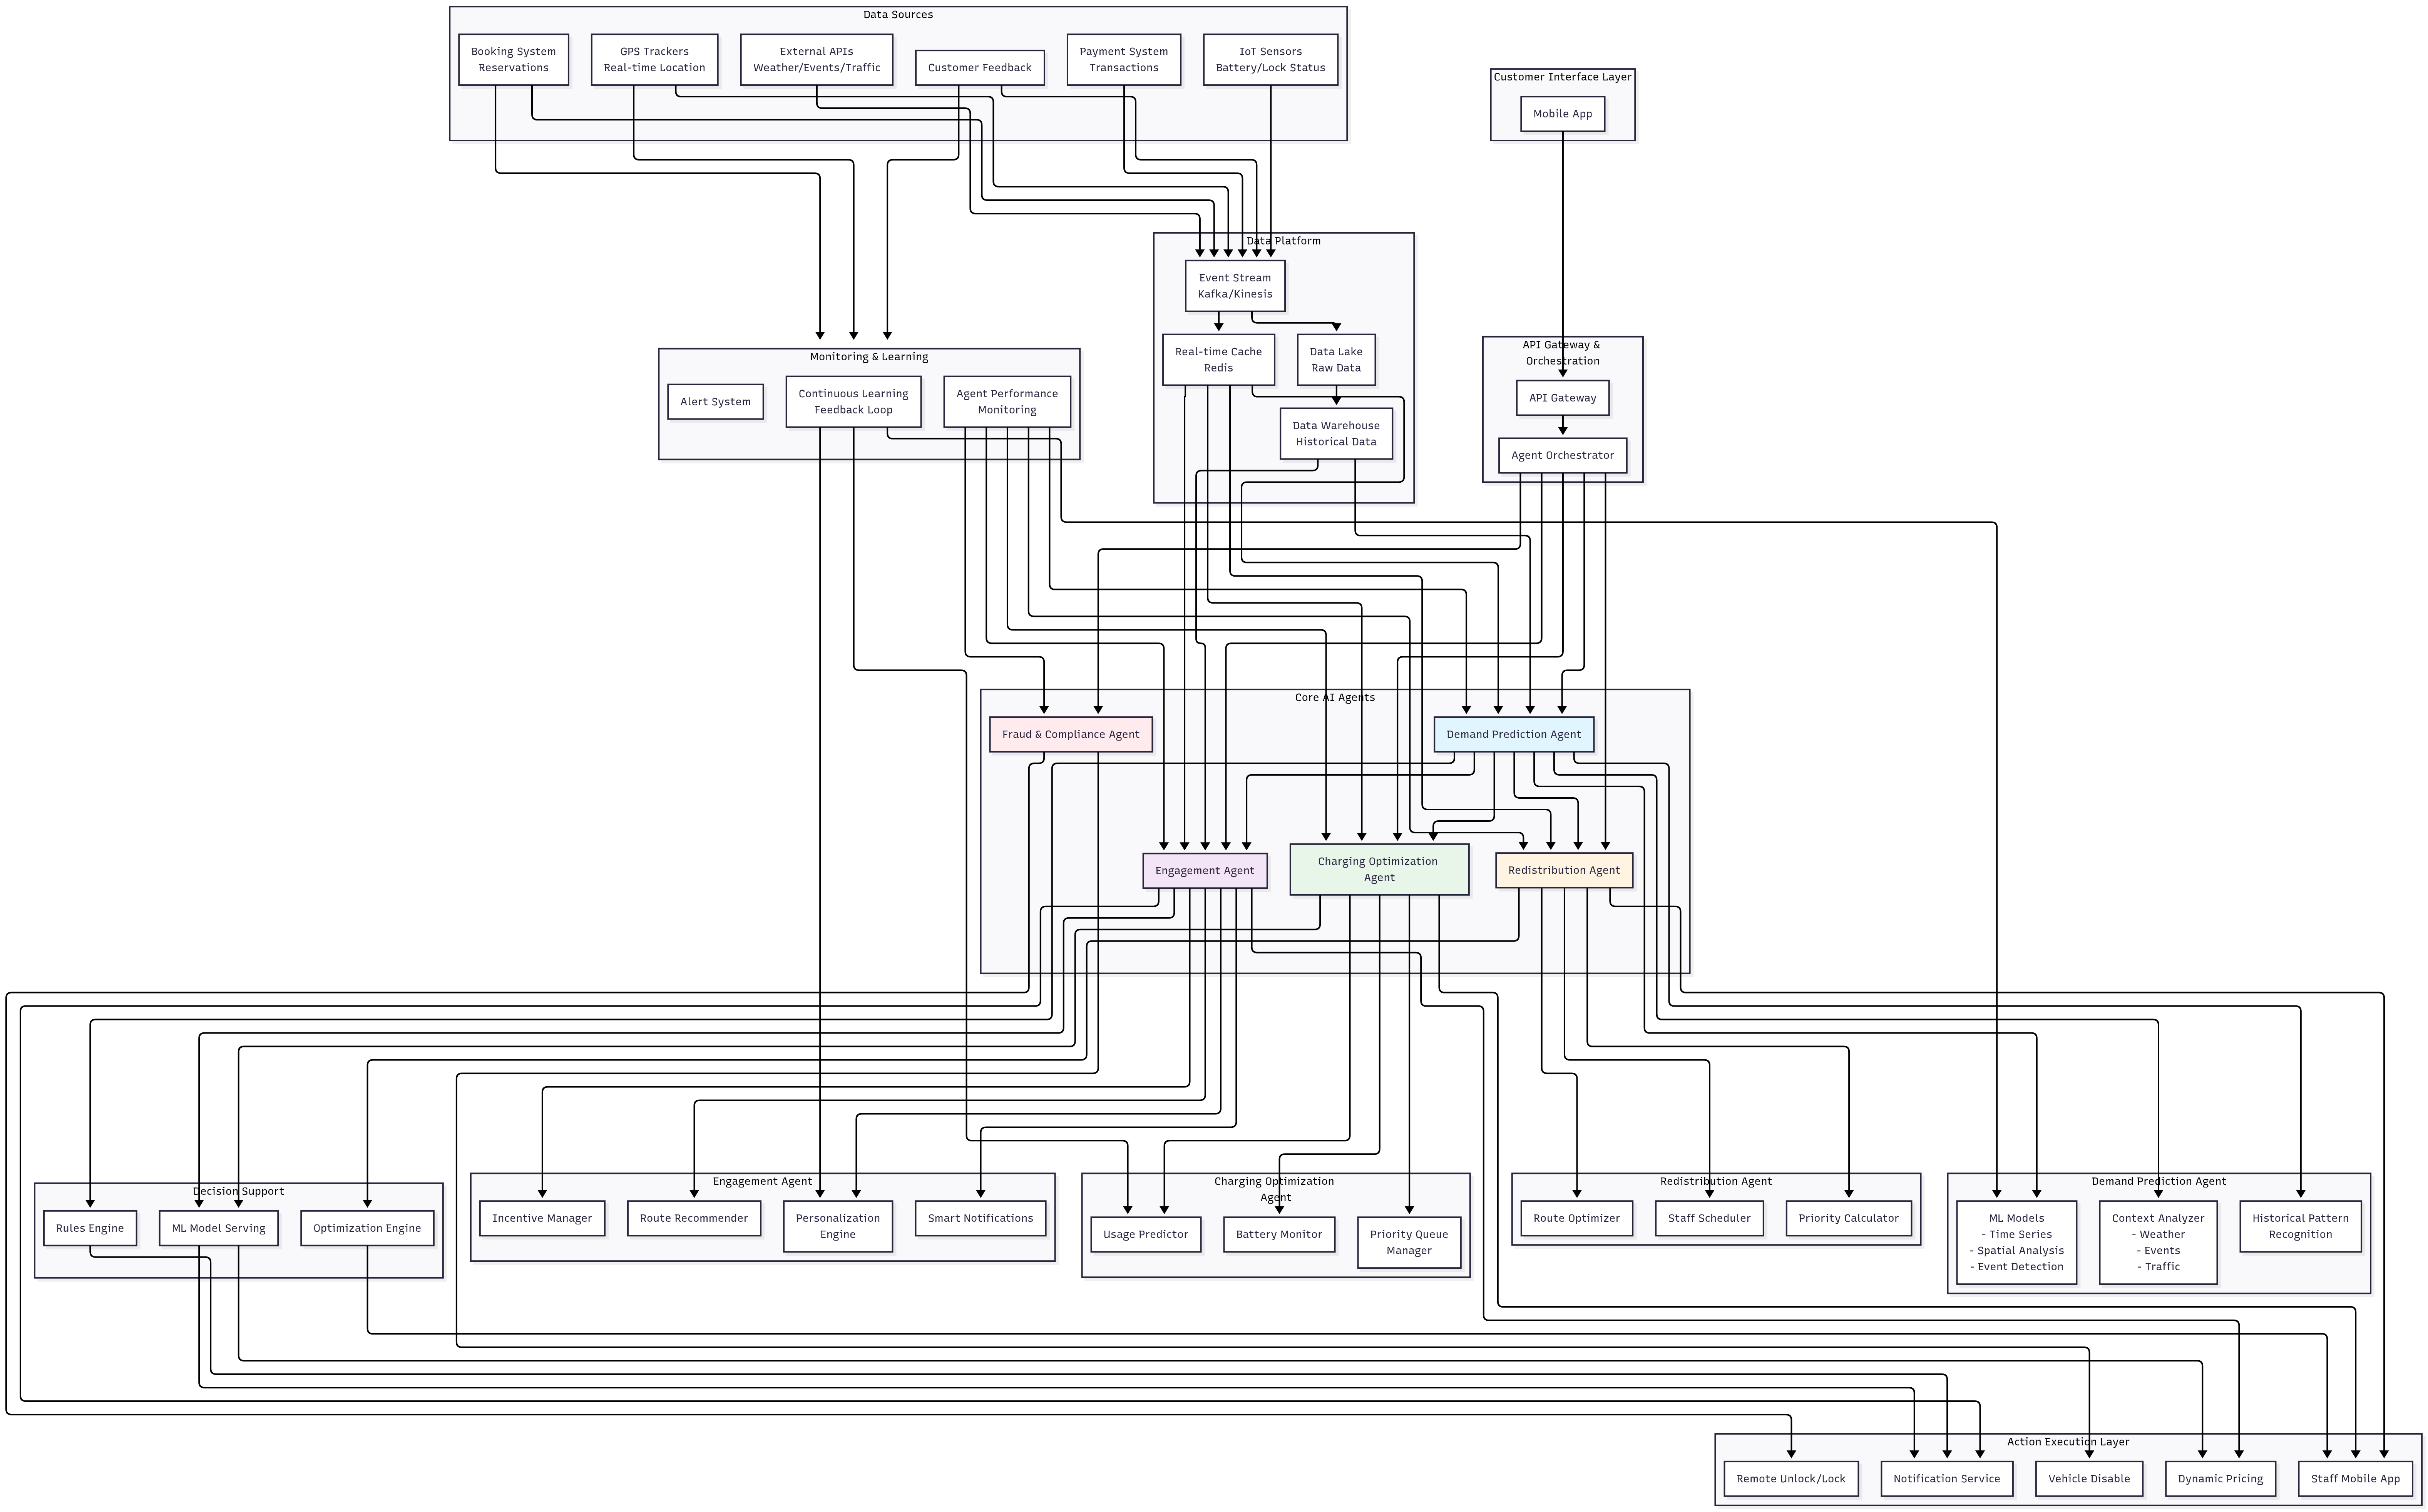 Data Sources
Booking System
Reservations
GPS Trackers
Real-time Location
External APIs
Weather/Events/Traffic
Customer Feedback
Payment System
Transactions
IoT Sensors
Battery/Lock Status
Customer Interface Layer
Mobile App
Data Platform
Event Stream
Kafka/Kinesis
Real-time Cache
Redis
Data Lake
Raw Data
Data Warehouse
Historical Data
Monitoring & Learning
Alert System
Continuous Learning
Feedback Loop
Agent Performance
Monitoring
API Gateway &
Orchestration
API Gateway
Agent Orchestrator
Core AI Agents
Fraud & Compliance Agent
Demand Prediction Agent
Engagement Agent
Charging Optimization
Agent
Redistribution Agent
Decision Support
Rules Engine
ML Model Serving
Optimization Engine
Engagement Agent
Incentive Manager
Route Recommender
Personalization
Engine
Smart Notifications
Charging Optimization
Agent
Usage Predictor
Battery Monitor
Priority Queue
Manager
Redistribution Agent
Route Optimizer
Staff Scheduler
Priority Calculator
Demand Prediction Agent
ML Models
- Time Series
- Spatial Analysis
- Event Detection
Context Analyzer
- Weather
- Events
- Traffic
Historical Pattern
Recognition
Action Execution Layer
Remote Unlock/Lock
Notification Service
Vehicle Disable
Dynamic Pricing
Staff Mobile App